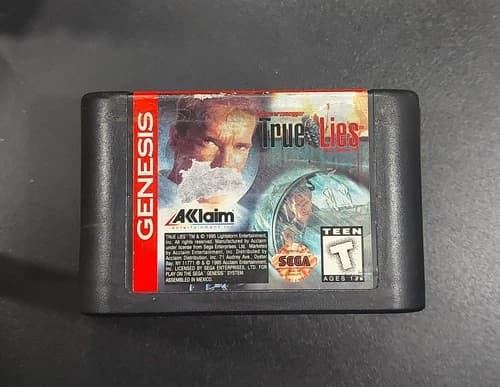 GENESIS
True Lies
AKKlaim
entertainment inc
TRUE LIES™ & © 1995 Lightstorm Entertainment,
Inc. All rights reserved. Manufactured by Acclaim
under license from Sega Enterprises Ltd. Marketed
by Acclaim Entertainment, Inc. Distributed by
Acclaim Distribution, Inc. 71 Audrey Ave., Oyster
Bay, NY 11771 ® & © 1995 Acclaim Entertainment,
Inc. LICENSED BY SEGA ENTERPRISES, LTD. FOR
PLAY ON THE SEGA GENESIS SYSTEM
ASSEMBLED IN MEXICO.
SEGA
TEEN
T
AGES 13+